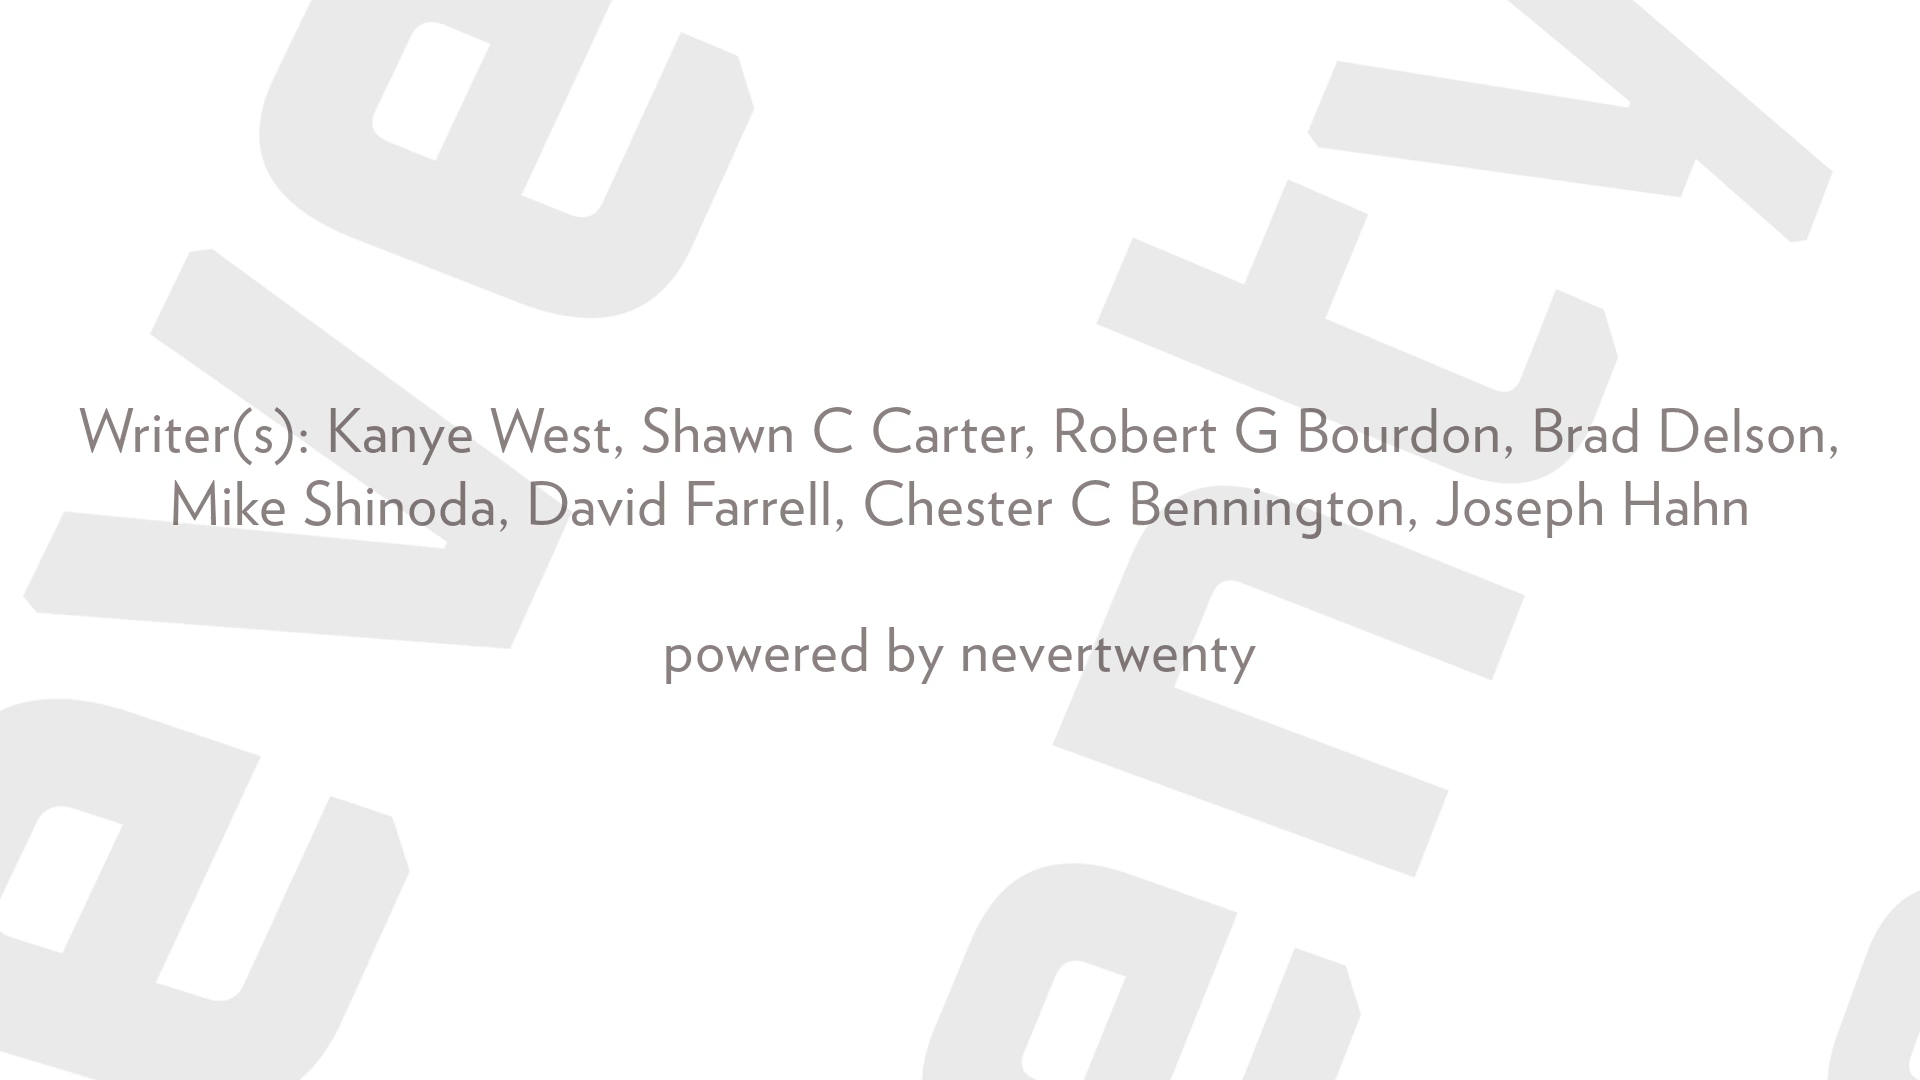 Writer(s): Kanye West, Shawn C Carter, Robert G Bourdon, Brad Delson,
Mike Shinoda, David Farrell, Chester C Bennington, Joseph Hahn
powered by nevertwenty